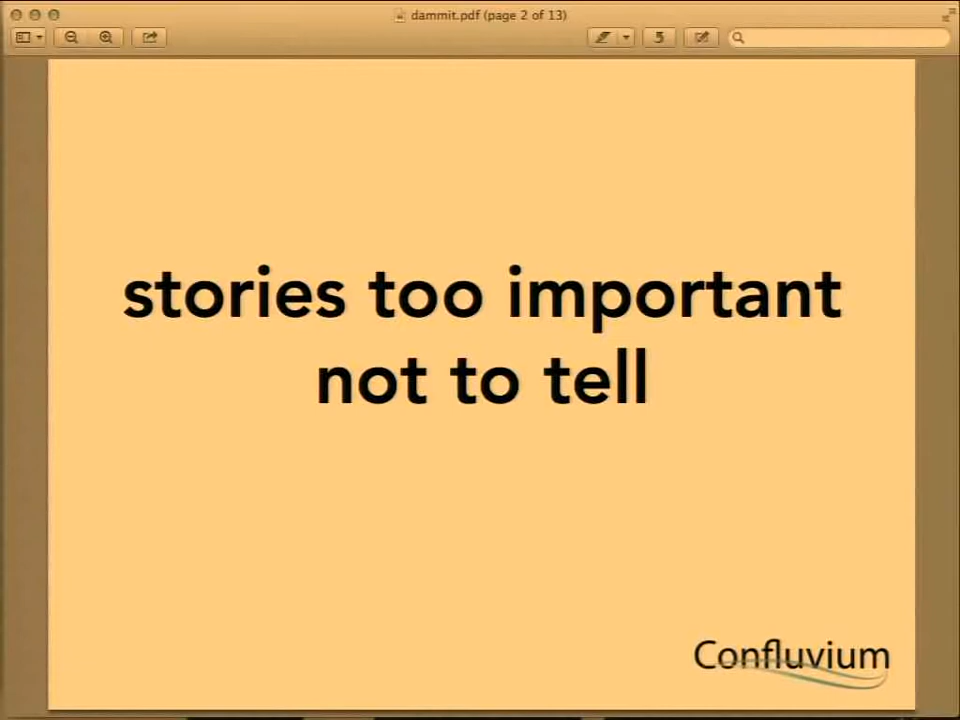 dammit.pdf (page 2 of 13)
5
stories too important
not to tell
Confluvium